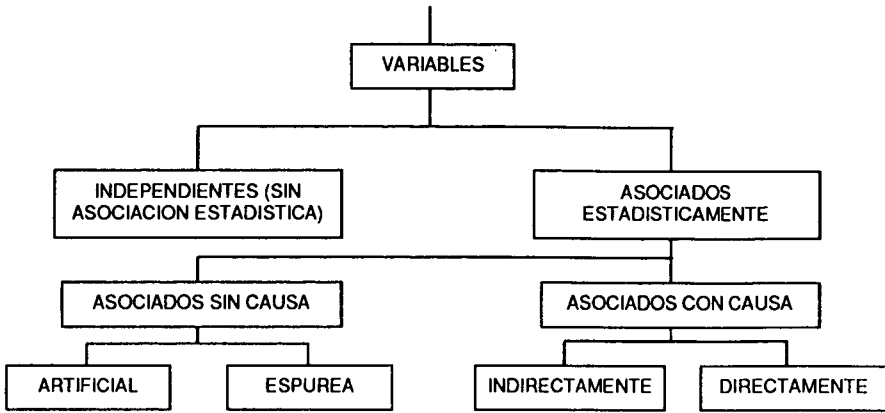 VARIABLES
INDEPENDIENTES (SIN
ASOCIACION ESTADISTICA)
ASOCIADOS
ESTADISTICAMENTE
ASOCIADOS SIN CAUSA
ASOCIADOS CON CAUSA
ARTIFICIAL
ESPUREA
INDIRECTAMENTE
DIRECTAMENTE